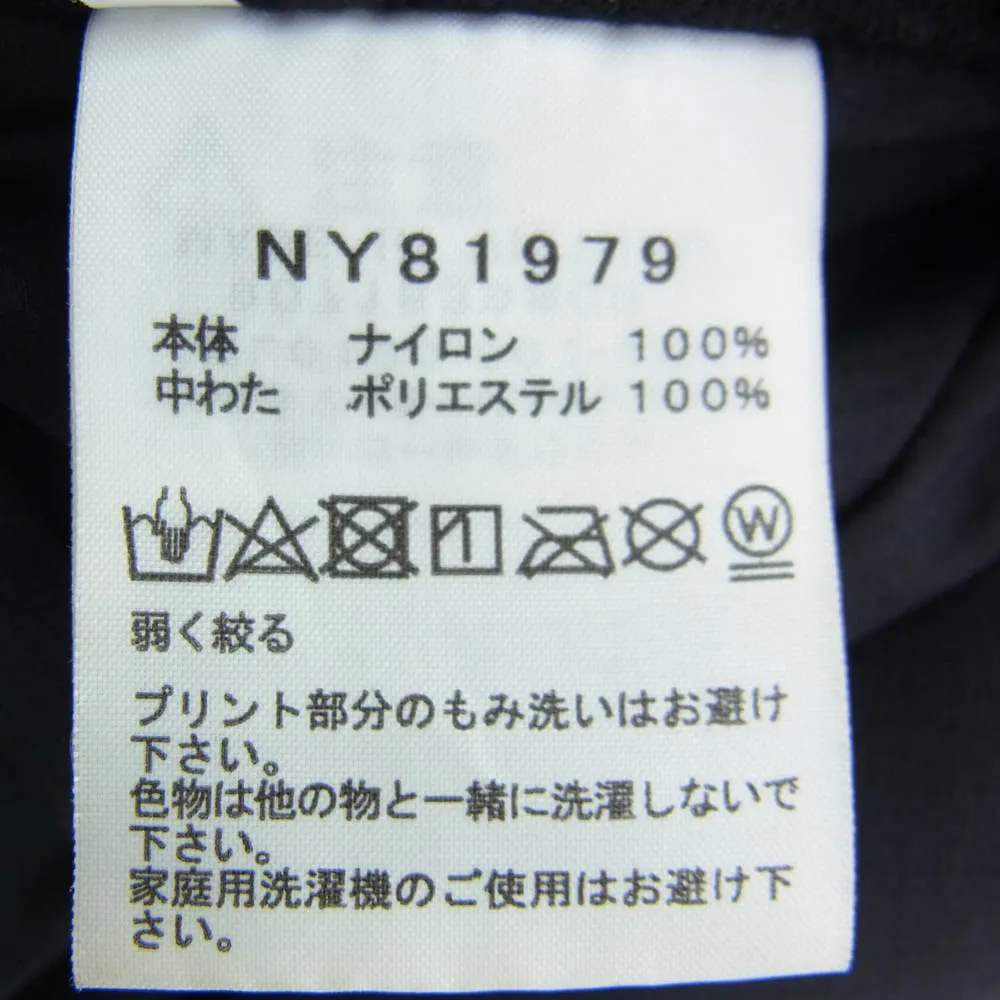 NY81979
本体 ナイロン 100%
中わた ポリエステル 100%
W
弱く絞る
プリント部分のもみ洗いはお避け
下さい。
色物は他の物と一緒に洗濯しないで
下さい。
家庭用洗濯機のご使用はお避け下
さい。